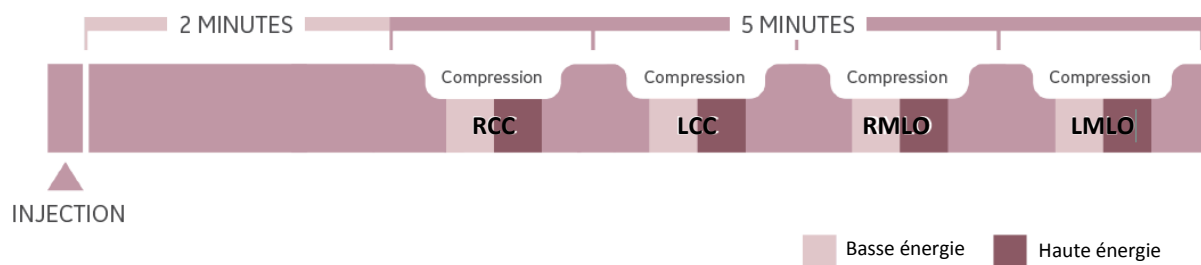 2 MINUTES
5 MINUTES
Compression
Compression
Compression
Compression
RCC
LCC
RMLO
LMLO
INJECTION
Basse énergie
Haute énergie